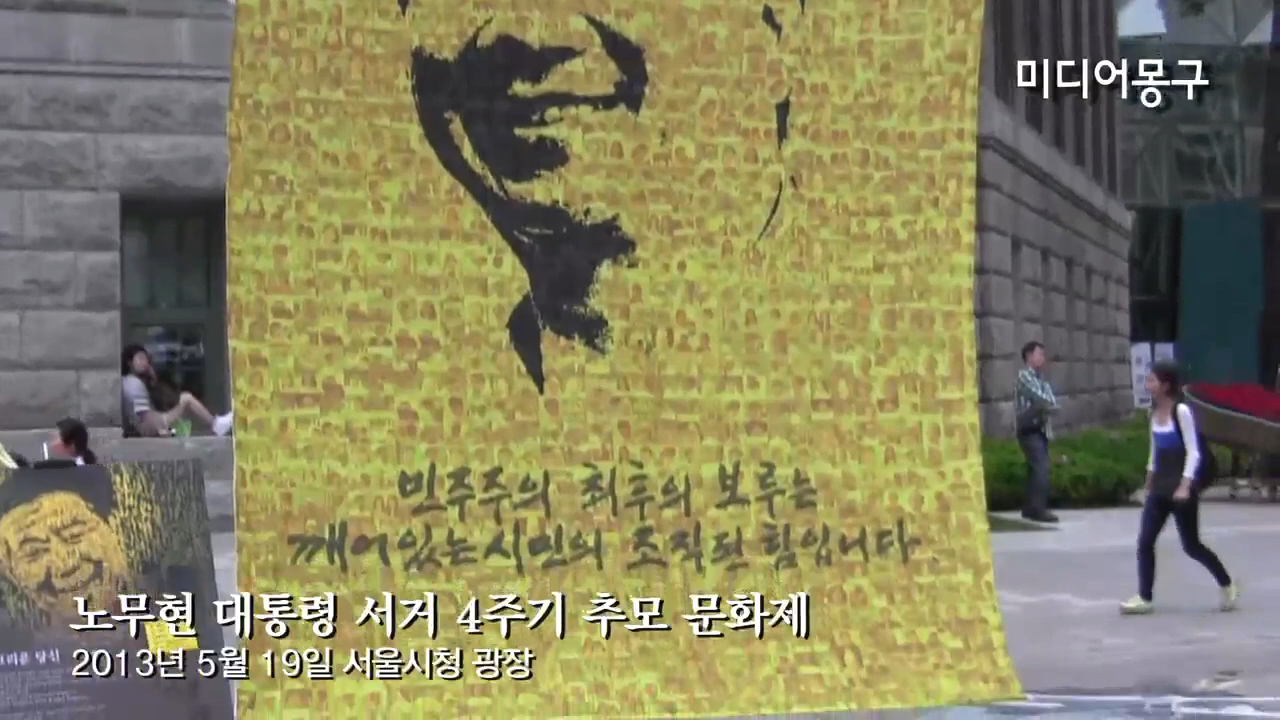 미디어몽구
민주주의 최후의 보루는
깨어있는 시민의 조직된 힘입니다.
노무현 대통령 서거 4주기 추모 문화제
2013년 5월 19일 서울시청 광장